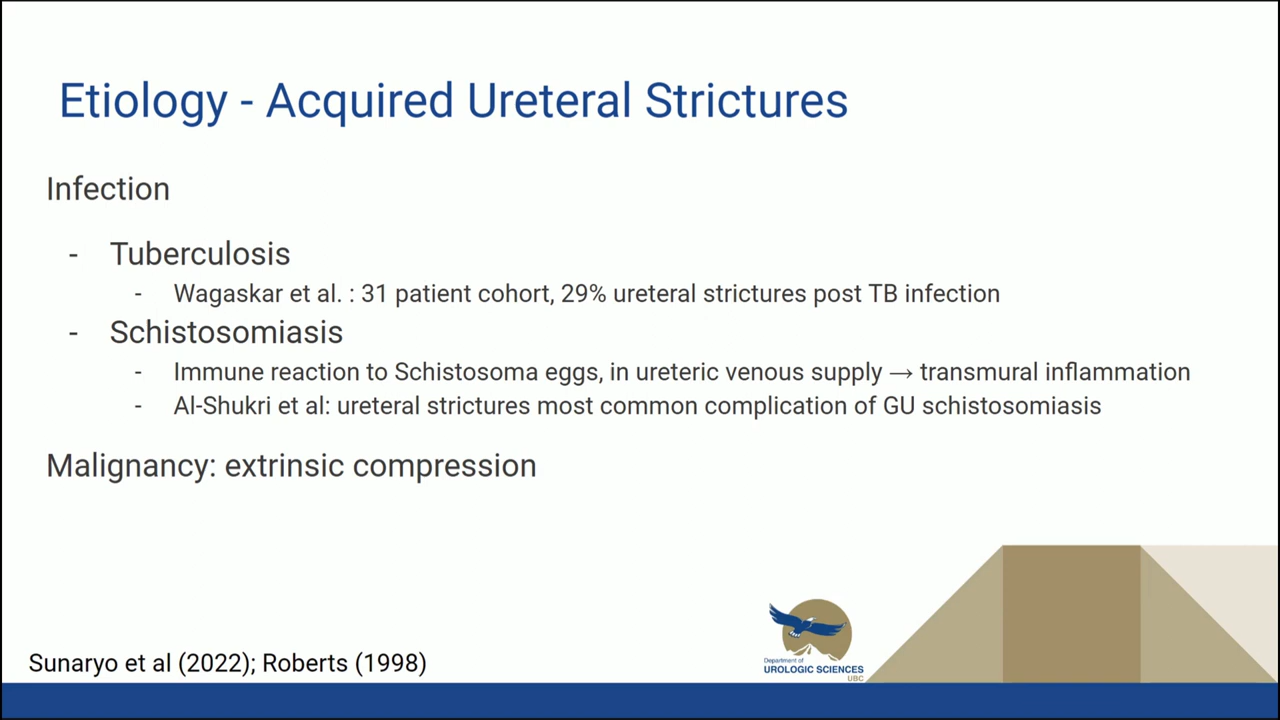 Etiology - Acquired Ureteral Strictures
Infection
- Tuberculosis
- Wagaskar et al. : 31 patient cohort, 29% ureteral strictures post TB infection
- Schistosomiasis
- Immune reaction to Schistosoma eggs, in ureteric venous supply → transmural inflammation
- Al-Shukri et al: ureteral strictures most common complication of GU schistosomiasis
Malignancy: extrinsic compression
Sunaryo et al (2022); Roberts (1998)
Department of
UROLOGIC SCIENCES
UBC